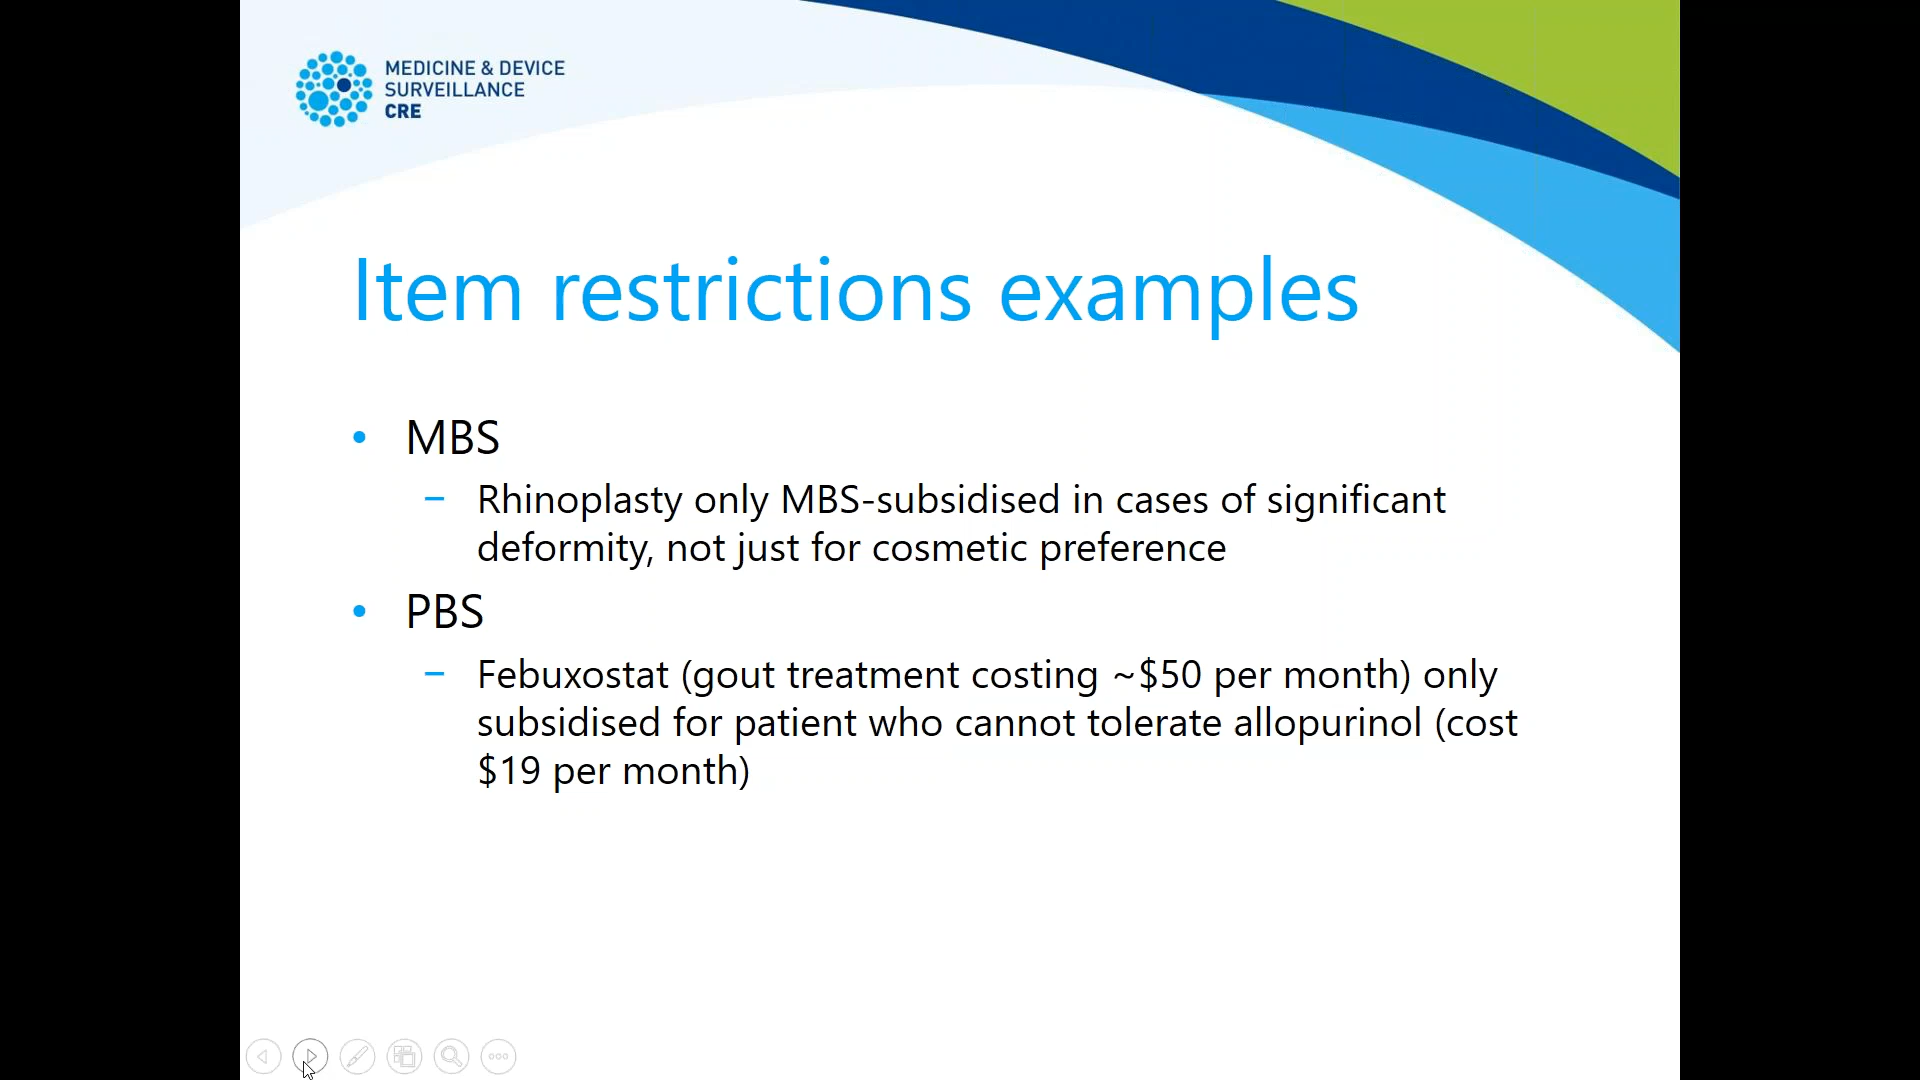 MEDICINE & DEVICE
SURVEILLANCE
CRE
Item restrictions examples
• MBS
– Rhinoplasty only MBS-subsidised in cases of significant
deformity, not just for cosmetic preference
• PBS
– Febuxostat (gout treatment costing ~$50 per month) only
subsidised for patient who cannot tolerate allopurinol (cost
$19 per month)